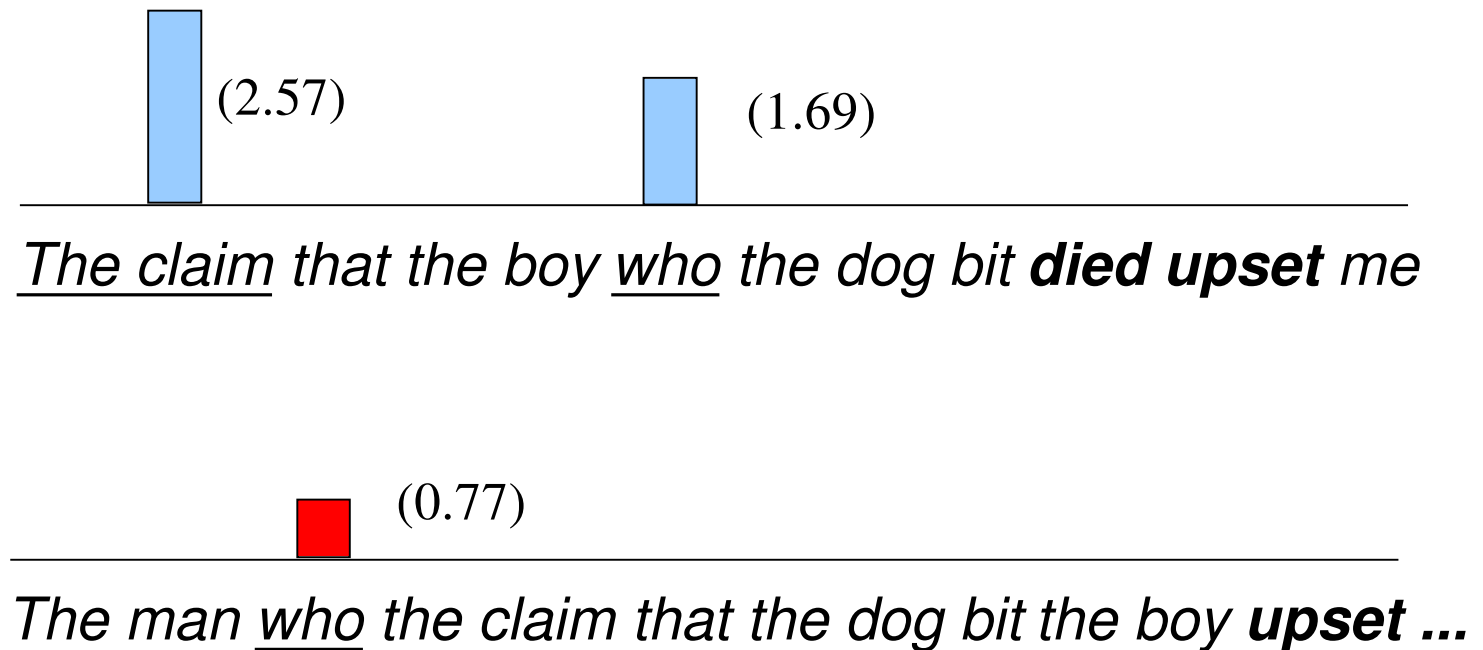 (2.57)
(1.69)
The claim that the boy who the dog bit died upset me
(0.77)
The man who the claim that the dog bit the boy upset ...